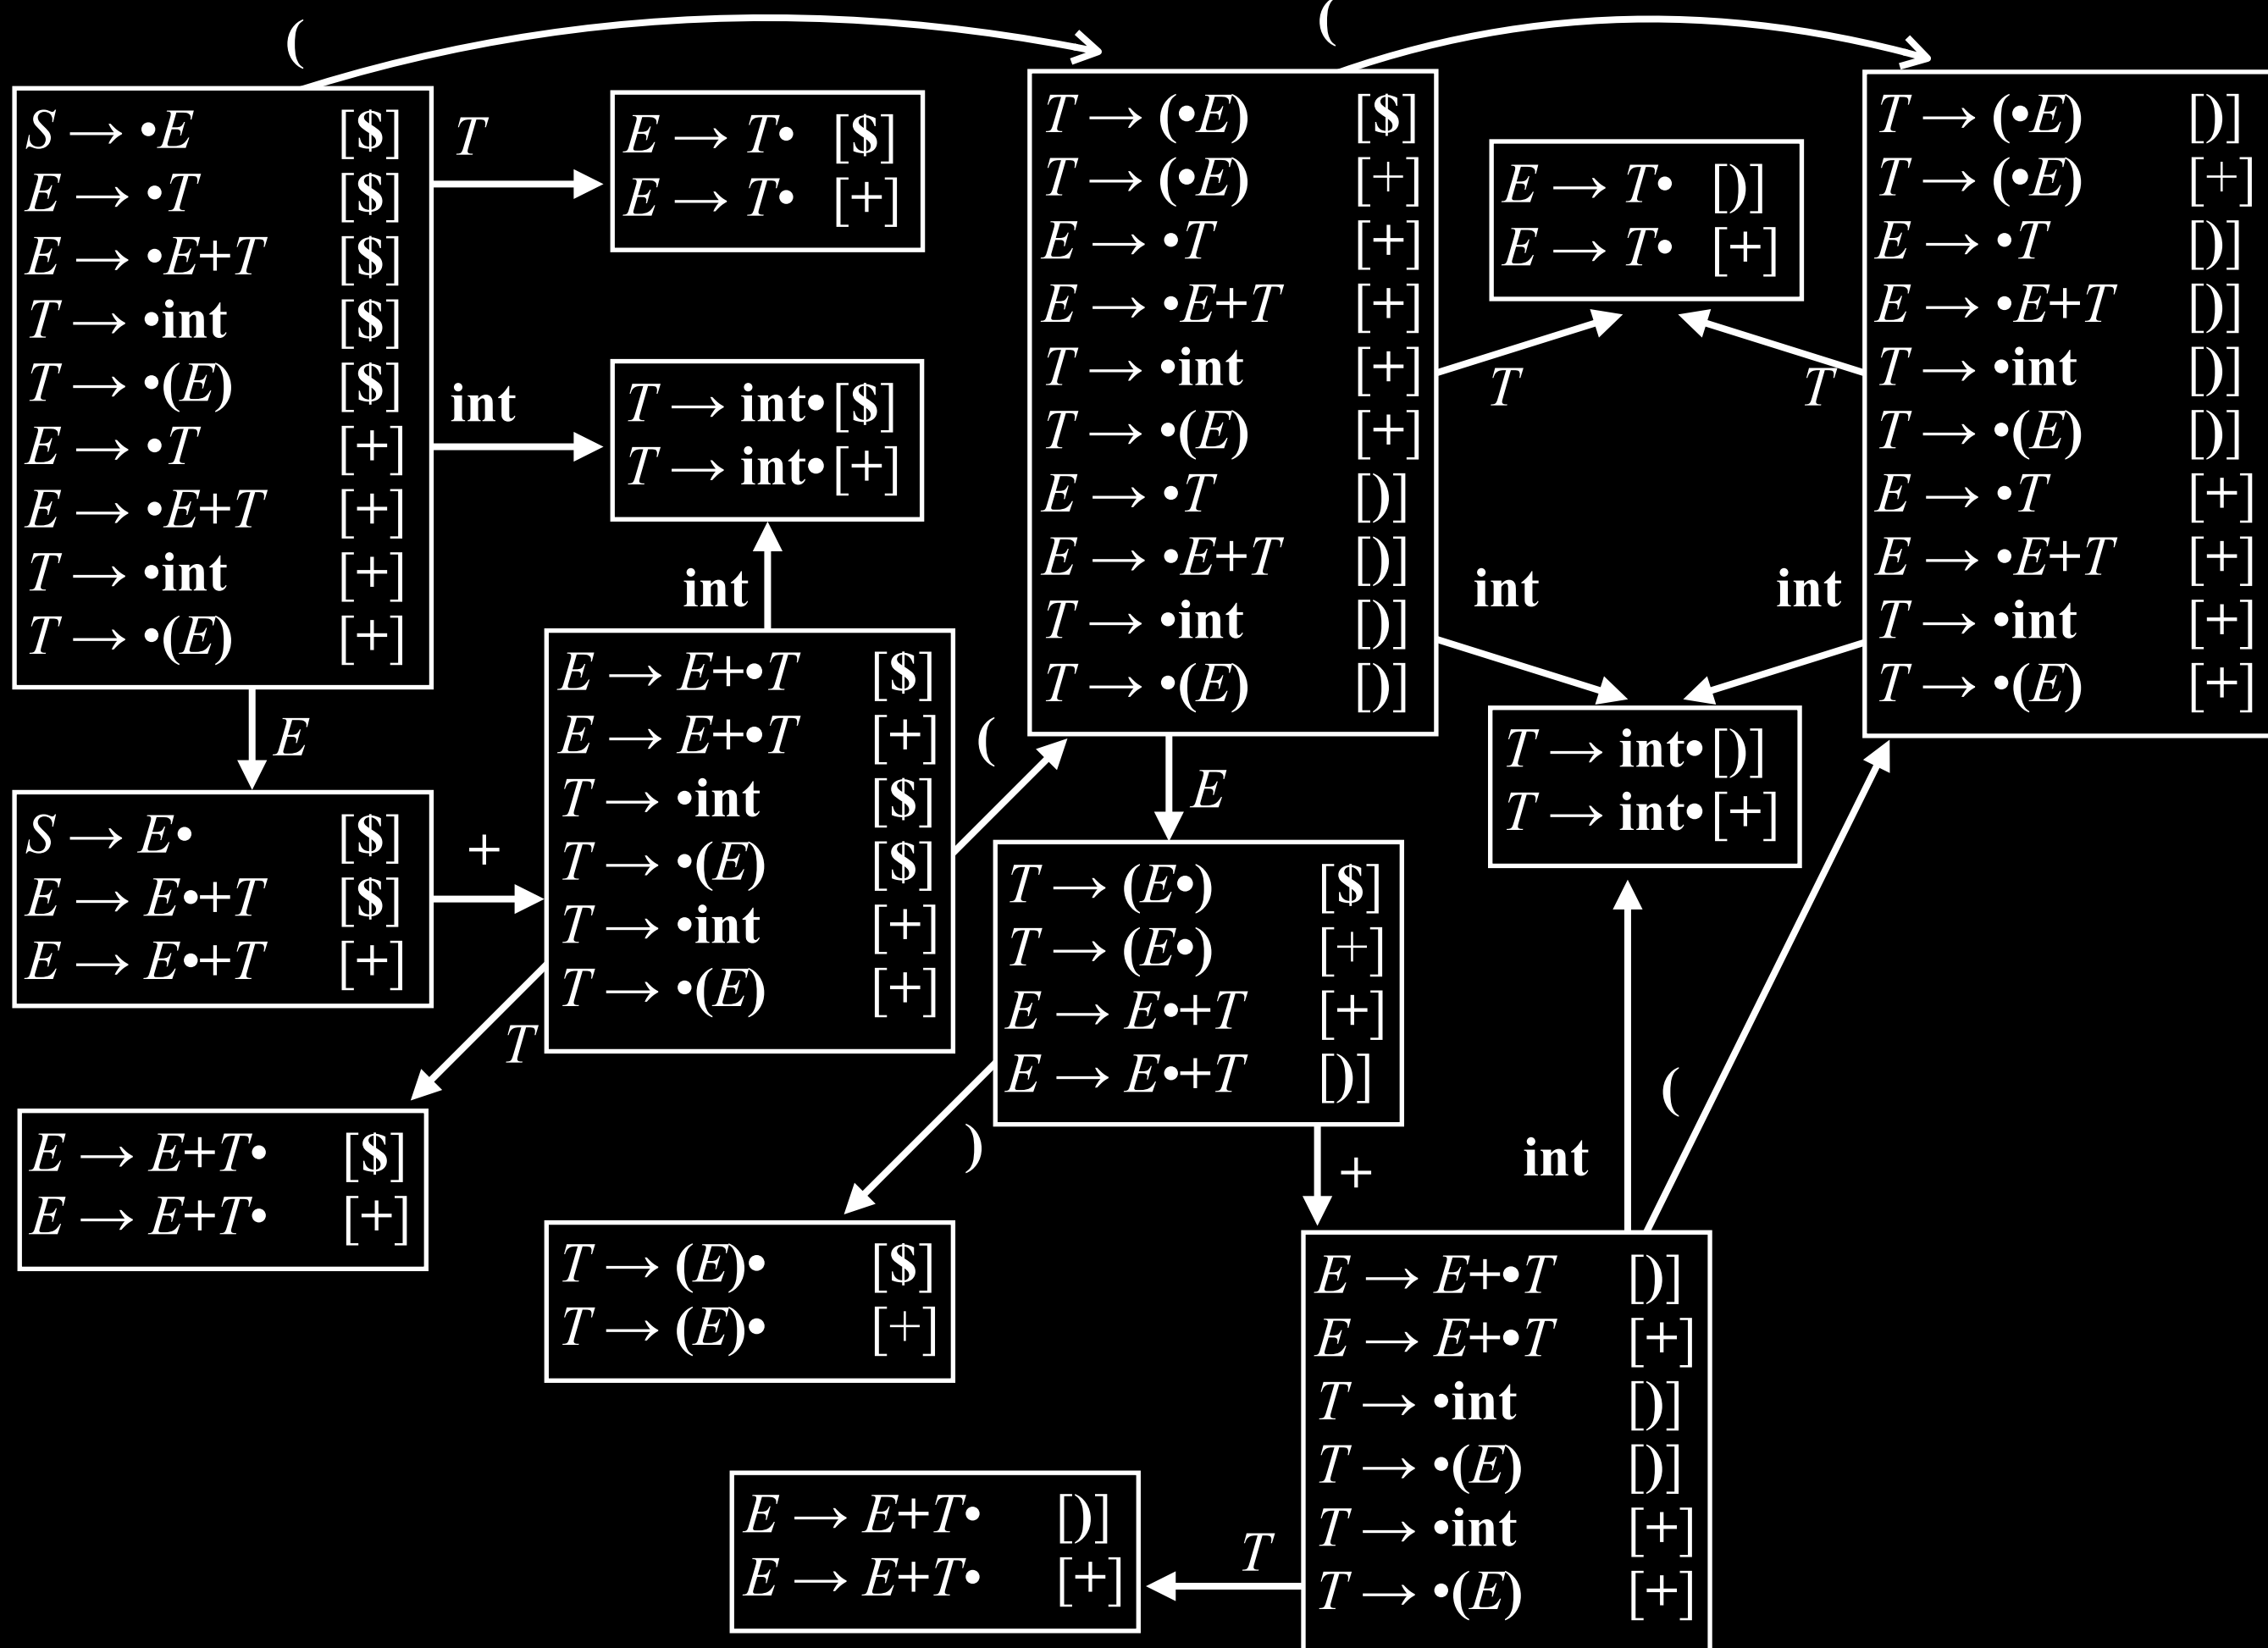 (
(
S → •E [$]
E → •T [$]
E → •E+T [$]
T → •int [$]
T → •(E) [$]
E → •T [+]
E → •E+T [+]
T → •int [+]
T → •(E) [+]
T
E → T• [$]
E → T• [+]
int
T → int• [$]
T → int• [+]
int
T → (•E) [$]
T → (•E) [+]
E → •T [+]
E → •E+T [+]
T → •int [+]
T → •(E) [+]
E → •T [)]
E → •E+T [)]
T → •int [)]
T → •(E) [)]
E → T• [)]
E → T• [+]
T
T
T → (•E) [)]
T → (•E) [+]
E → •T [)]
E → •E+T [)]
T → •int [)]
T → •(E) [)]
E → •T [+]
E → •E+T [+]
T → •int [+]
T → •(E) [+]
int
int
T → int• [)]
T → int• [+]
E
S → E• [$]
E → E•+T [$]
E → E•+T [+]
+
E → E+•T [$]
E → E+•T [+]
T → •int [$]
T → •(E) [$]
T → •int [+]
T → •(E) [+]
(
E
T → (E•) [$]
T → (E•) [+]
E → E•+T [+]
E → E•+T [)]
T
E → E+T• [$]
E → E+T• [+]
)
T → (E)• [$]
T → (E)• [+]
+
int
(
E → E+•T [)]
E → E+•T [+]
T → •int [)]
T → •(E) [)]
T → •int [+]
T → •(E) [+]
T
E → E+T• [)]
E → E+T• [+]